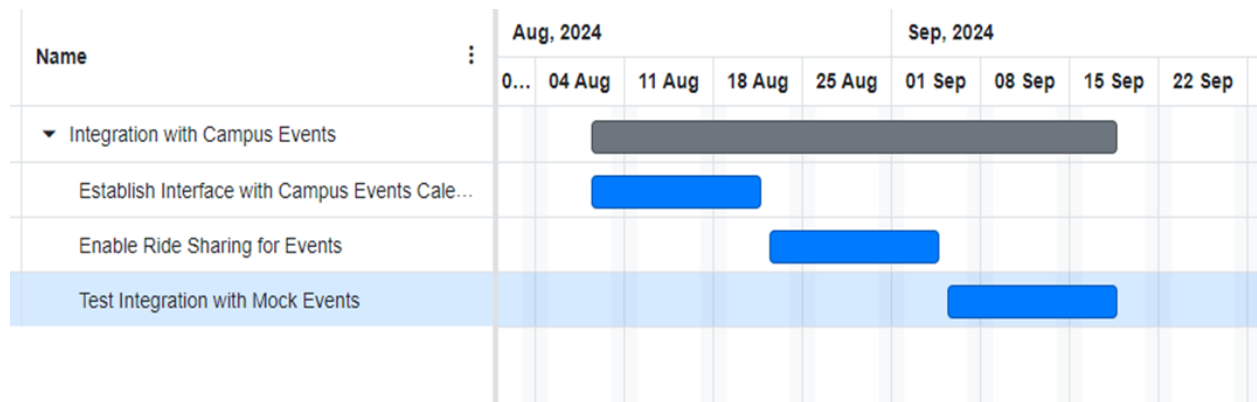 Name
Aug, 2024
Sep, 2024
0... 04 Aug 11 Aug 18 Aug 25 Aug 01 Sep 08 Sep 15 Sep 22 Sep
Integration with Campus Events
Establish Interface with Campus Events Cale...
Enable Ride Sharing for Events
Test Integration with Mock Events